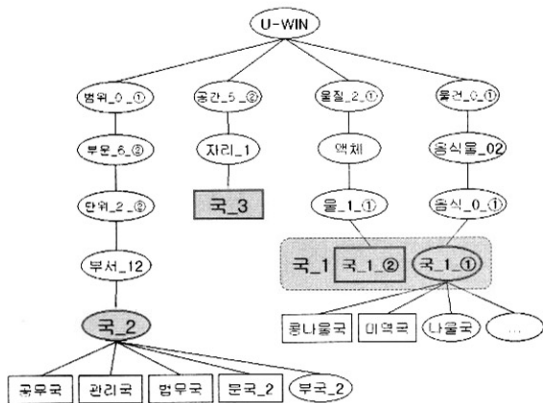 U-WIN
범위_0_① 공간_5_② 물질_2_① 물건_0_①
부문_6_② 자리_1 액체 음식물_02
단위_2_② 국_3 물_1_① 음식_0_①
부서_12 국_1 국_1_② 국_1_①
콩나물국 미역국 나물국 ...
국_2
공무국 관리국 법무국 문국_2 부국_2